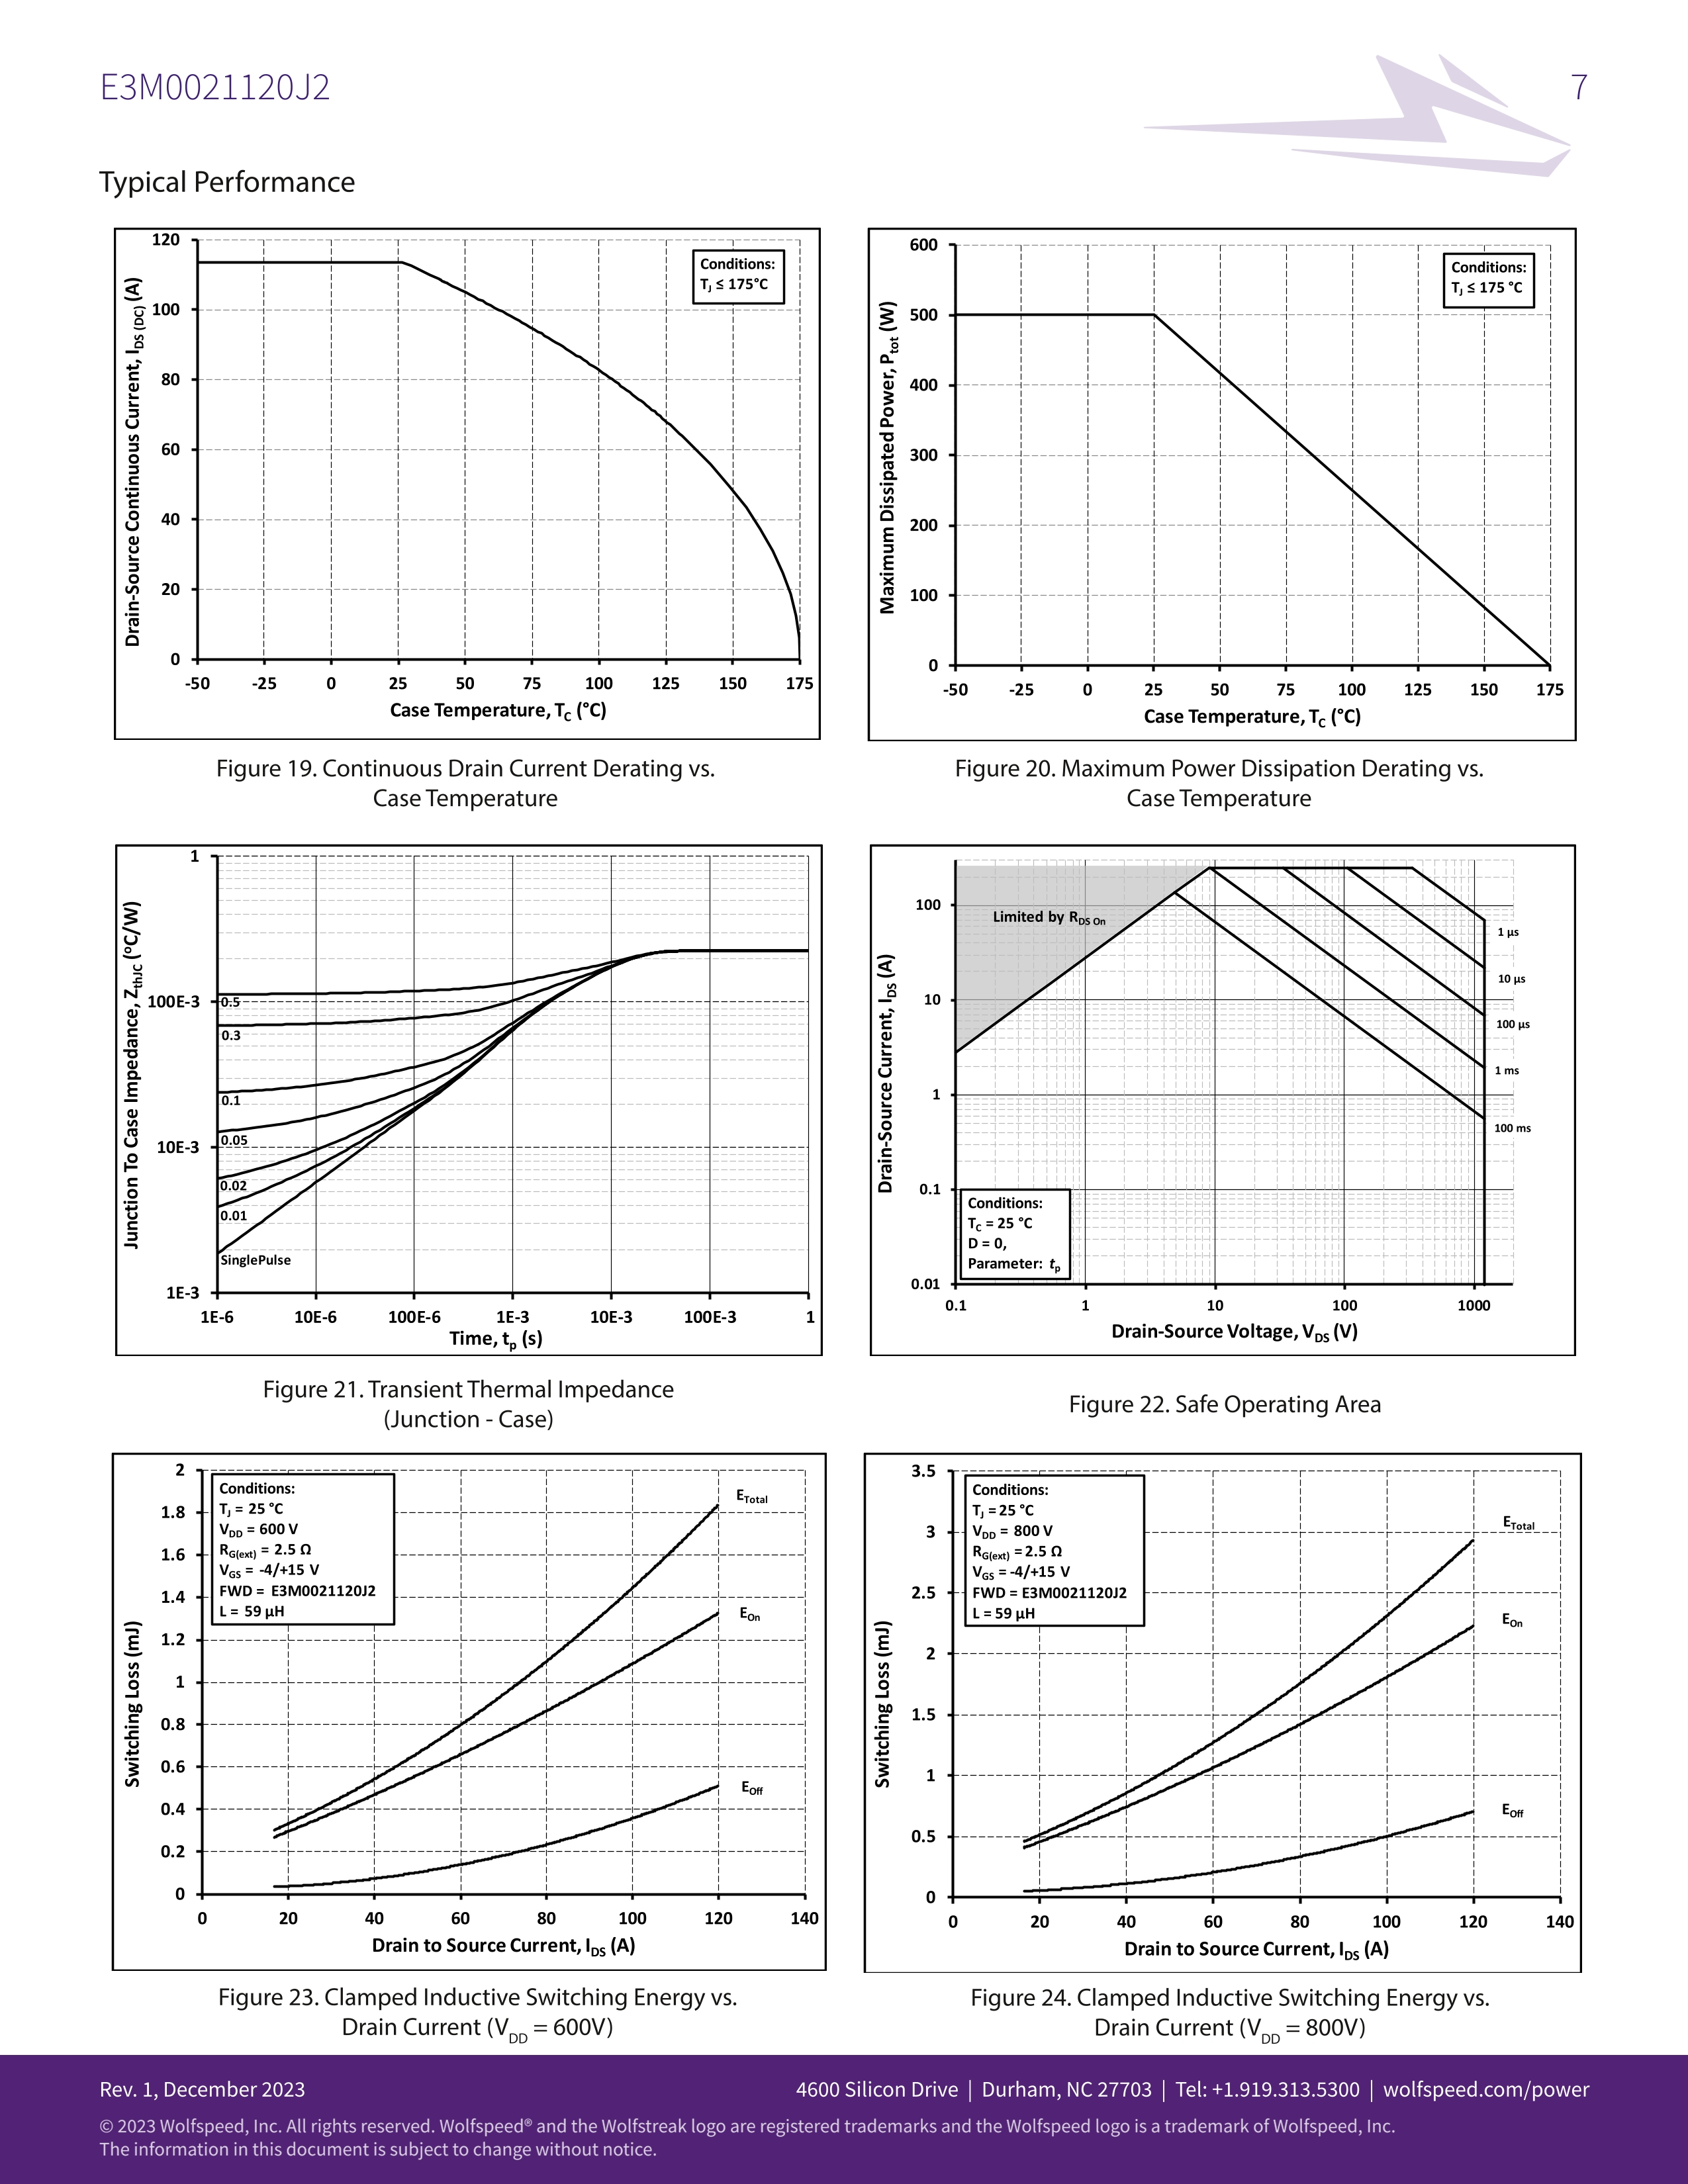 E3M0021120J2
7
Typical Performance
120
100
80
60
40
20
0
-50 -25 0 25 50 75 100 125 150 175
Drain-Source Continuous Current, IDS (DC) (A)
Case Temperature, TC (°C)
Conditions:
TJ ≤ 175°C
Figure 19. Continuous Drain Current Derating vs.
Case Temperature
600
500
400
300
200
100
0
-50 -25 0 25 50 75 100 125 150 175
Maximum Dissipated Power, Ptot (W)
Case Temperature, TC (°C)
Conditions:
TJ ≤ 175 °C
Figure 20. Maximum Power Dissipation Derating vs.
Case Temperature
1
100E-3
10E-3
1E-3
1E-6 10E-6 100E-6 1E-3 10E-3 100E-3 1
Junction To Case Impedance, ZthJC (°C/W)
Time, tp (s)
0.5
0.3
0.1
0.05
0.02
0.01
SinglePulse
Figure 21. Transient Thermal Impedance
(Junction - Case)
100
10
1
0.1
0.01
0.1 1 10 100 1000
Drain-Source Current, IDS (A)
Drain-Source Voltage, VDS (V)
Limited by RDS On
1 µs
10 µs
100 µs
1 ms
100 ms
Conditions:
TC = 25 °C
D = 0,
Parameter: tp
Figure 22. Safe Operating Area
2
1.8
1.6
1.4
1.2
1
0.8
0.6
0.4
0.2
0
0 20 40 60 80 100 120 140
Switching Loss (mJ)
Drain to Source Current, IDS (A)
Conditions:
TJ = 25 °C
VDD = 600 V
RG(ext) = 2.5 Ω
VGS = -4/+15 V
FWD = E3M0021120J2
L = 59 µH
ETotal
EOn
EOff
Figure 23. Clamped Inductive Switching Energy vs.
Drain Current (VDD = 600V)
3.5
3
2.5
2
1.5
1
0.5
0
0 20 40 60 80 100 120 140
Switching Loss (mJ)
Drain to Source Current, IDS (A)
Conditions:
TJ = 25 °C
VDD = 800 V
RG(ext) = 2.5 Ω
VGS = -4/+15 V
FWD = E3M0021120J2
L = 59 µH
ETotal
EOn
EOff
Figure 24. Clamped Inductive Switching Energy vs.
Drain Current (VDD = 800V)
Rev. 1, December 2023
4600 Silicon Drive | Durham, NC 27703 | Tel: +1.919.313.5300 | wolfspeed.com/power
© 2023 Wolfspeed, Inc. All rights reserved. Wolfspeed® and the Wolfstreak logo are registered trademarks and the Wolfspeed logo is a trademark of Wolfspeed, Inc.
The information in this document is subject to change without notice.